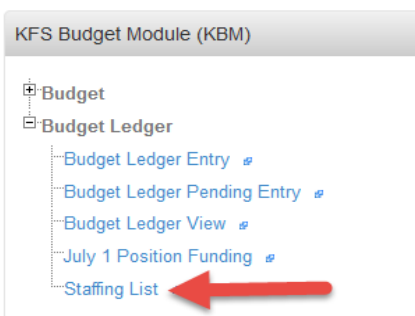 KFS Budget Module (KBM)
Budget
Budget Ledger
Budget Ledger Entry
Budget Ledger Pending Entry
Budget Ledger View
July 1 Position Funding
Staffing List